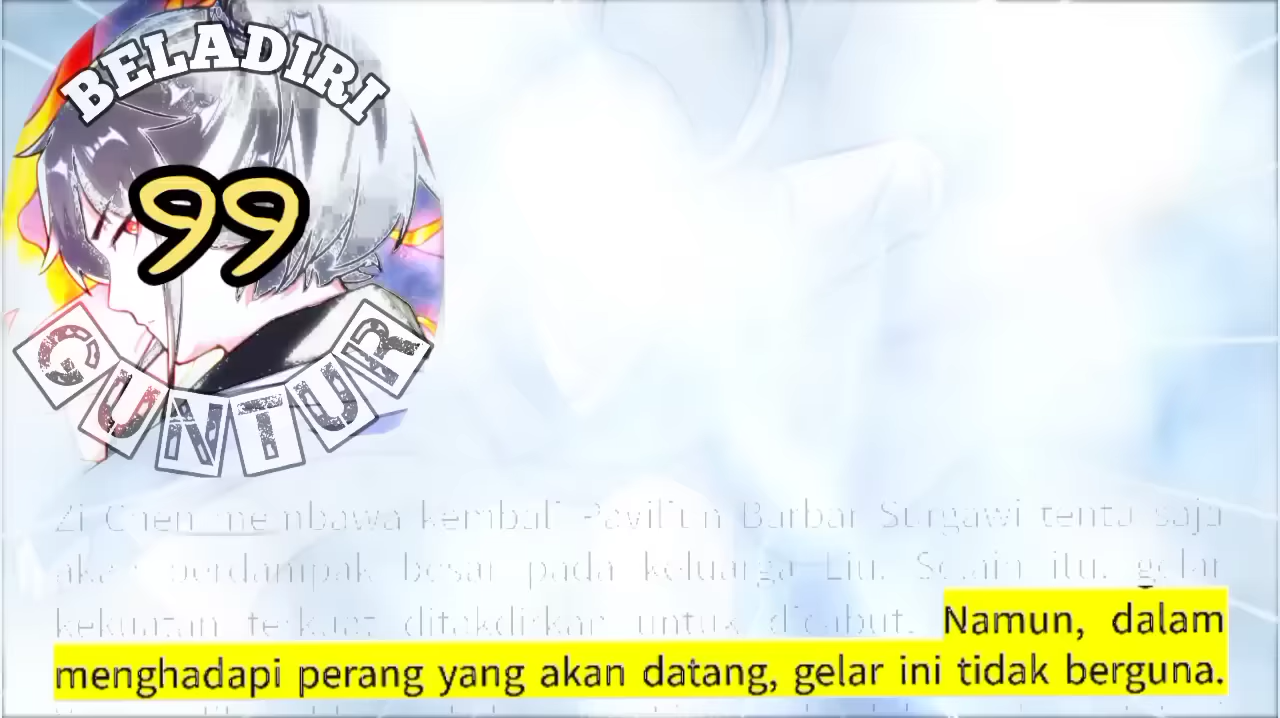 BELADIRI
99
GUNTUR
Zi Chen membawa kembali Paviliun Barbar Surgawi tentu saja
akan berdampak besar pada keluarga Liu. Selain itu, gelar
kekuatan terkuat ditakdirkan untuk dicabut. Namun, dalam
menghadapi perang yang akan datang, gelar ini tidak berguna.